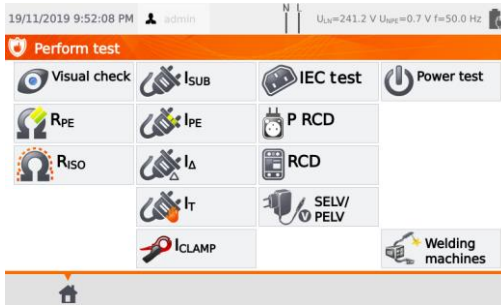 19/11/2019 9:52:08 PM admin N L ULN=241.2 V UNPE=0.7 V f=50.0 Hz
Perform test
Visual check ISUB IEC test Power test
RPE IPE P RCD
RISO IΔ RCD
IT SELV/
PELV
ICLAMP Welding
machines